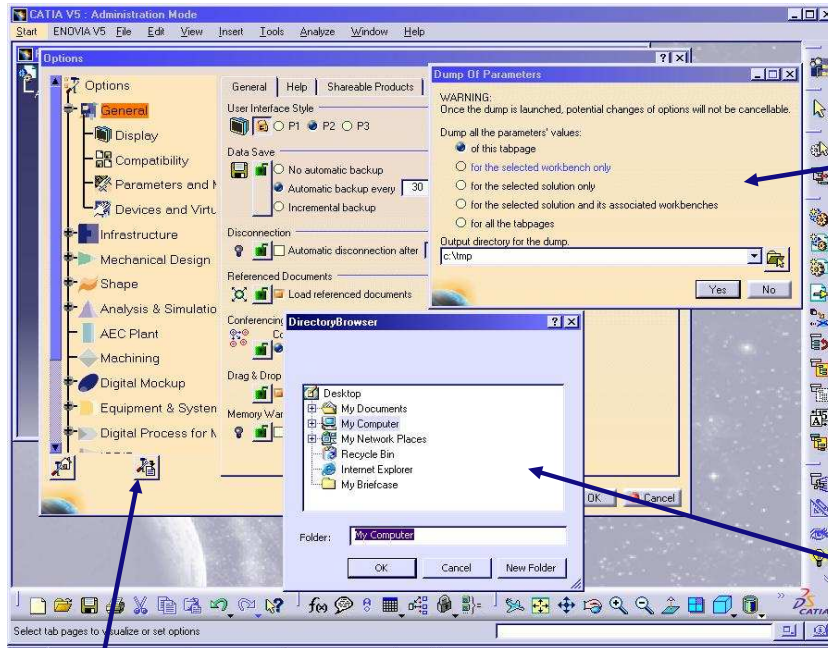 CATIA V5 : Administration Mode
Start ENOVIA V5 File Edit View Insert Tools Analyze Window Help
Options
Options
General
Display
Compatibility
Parameters and
Devices and Virtu
Infrastructure
Mechanical Design
Shape
Analysis & Simulatio
AEC Plant
Machining
Digital Mockup
Equipment & System
Digital Process for
General Help Shareable Products
User Interface Style
P1 P2 P3
Data Save
No automatic backup
Automatic backup every 30
Incremental backup
Disconnection
Automatic disconnection after
Referenced Documents
Load referenced documents
Conferencing
Drag & Drop
Memory War
OK Cancel
Dump Of Parameters
WARNING:
Once the dump is launched, potential changes of options will not be cancellable.
Dump all the parameters' values:
of this tabpage
for the selected workbench only
for the selected solution only
for the selected solution and its associated workbenches
for all the tabpages
Output directory for the dump.
c:\tmp
Yes No
DirectoryBrowser
Desktop
My Documents
My Computer
My Network Places
Recycle Bin
Internet Explorer
My Briefcase
Folder: My Computer
OK Cancel New Folder
f(x)
CATIA
Select tab pages to visualize or set options